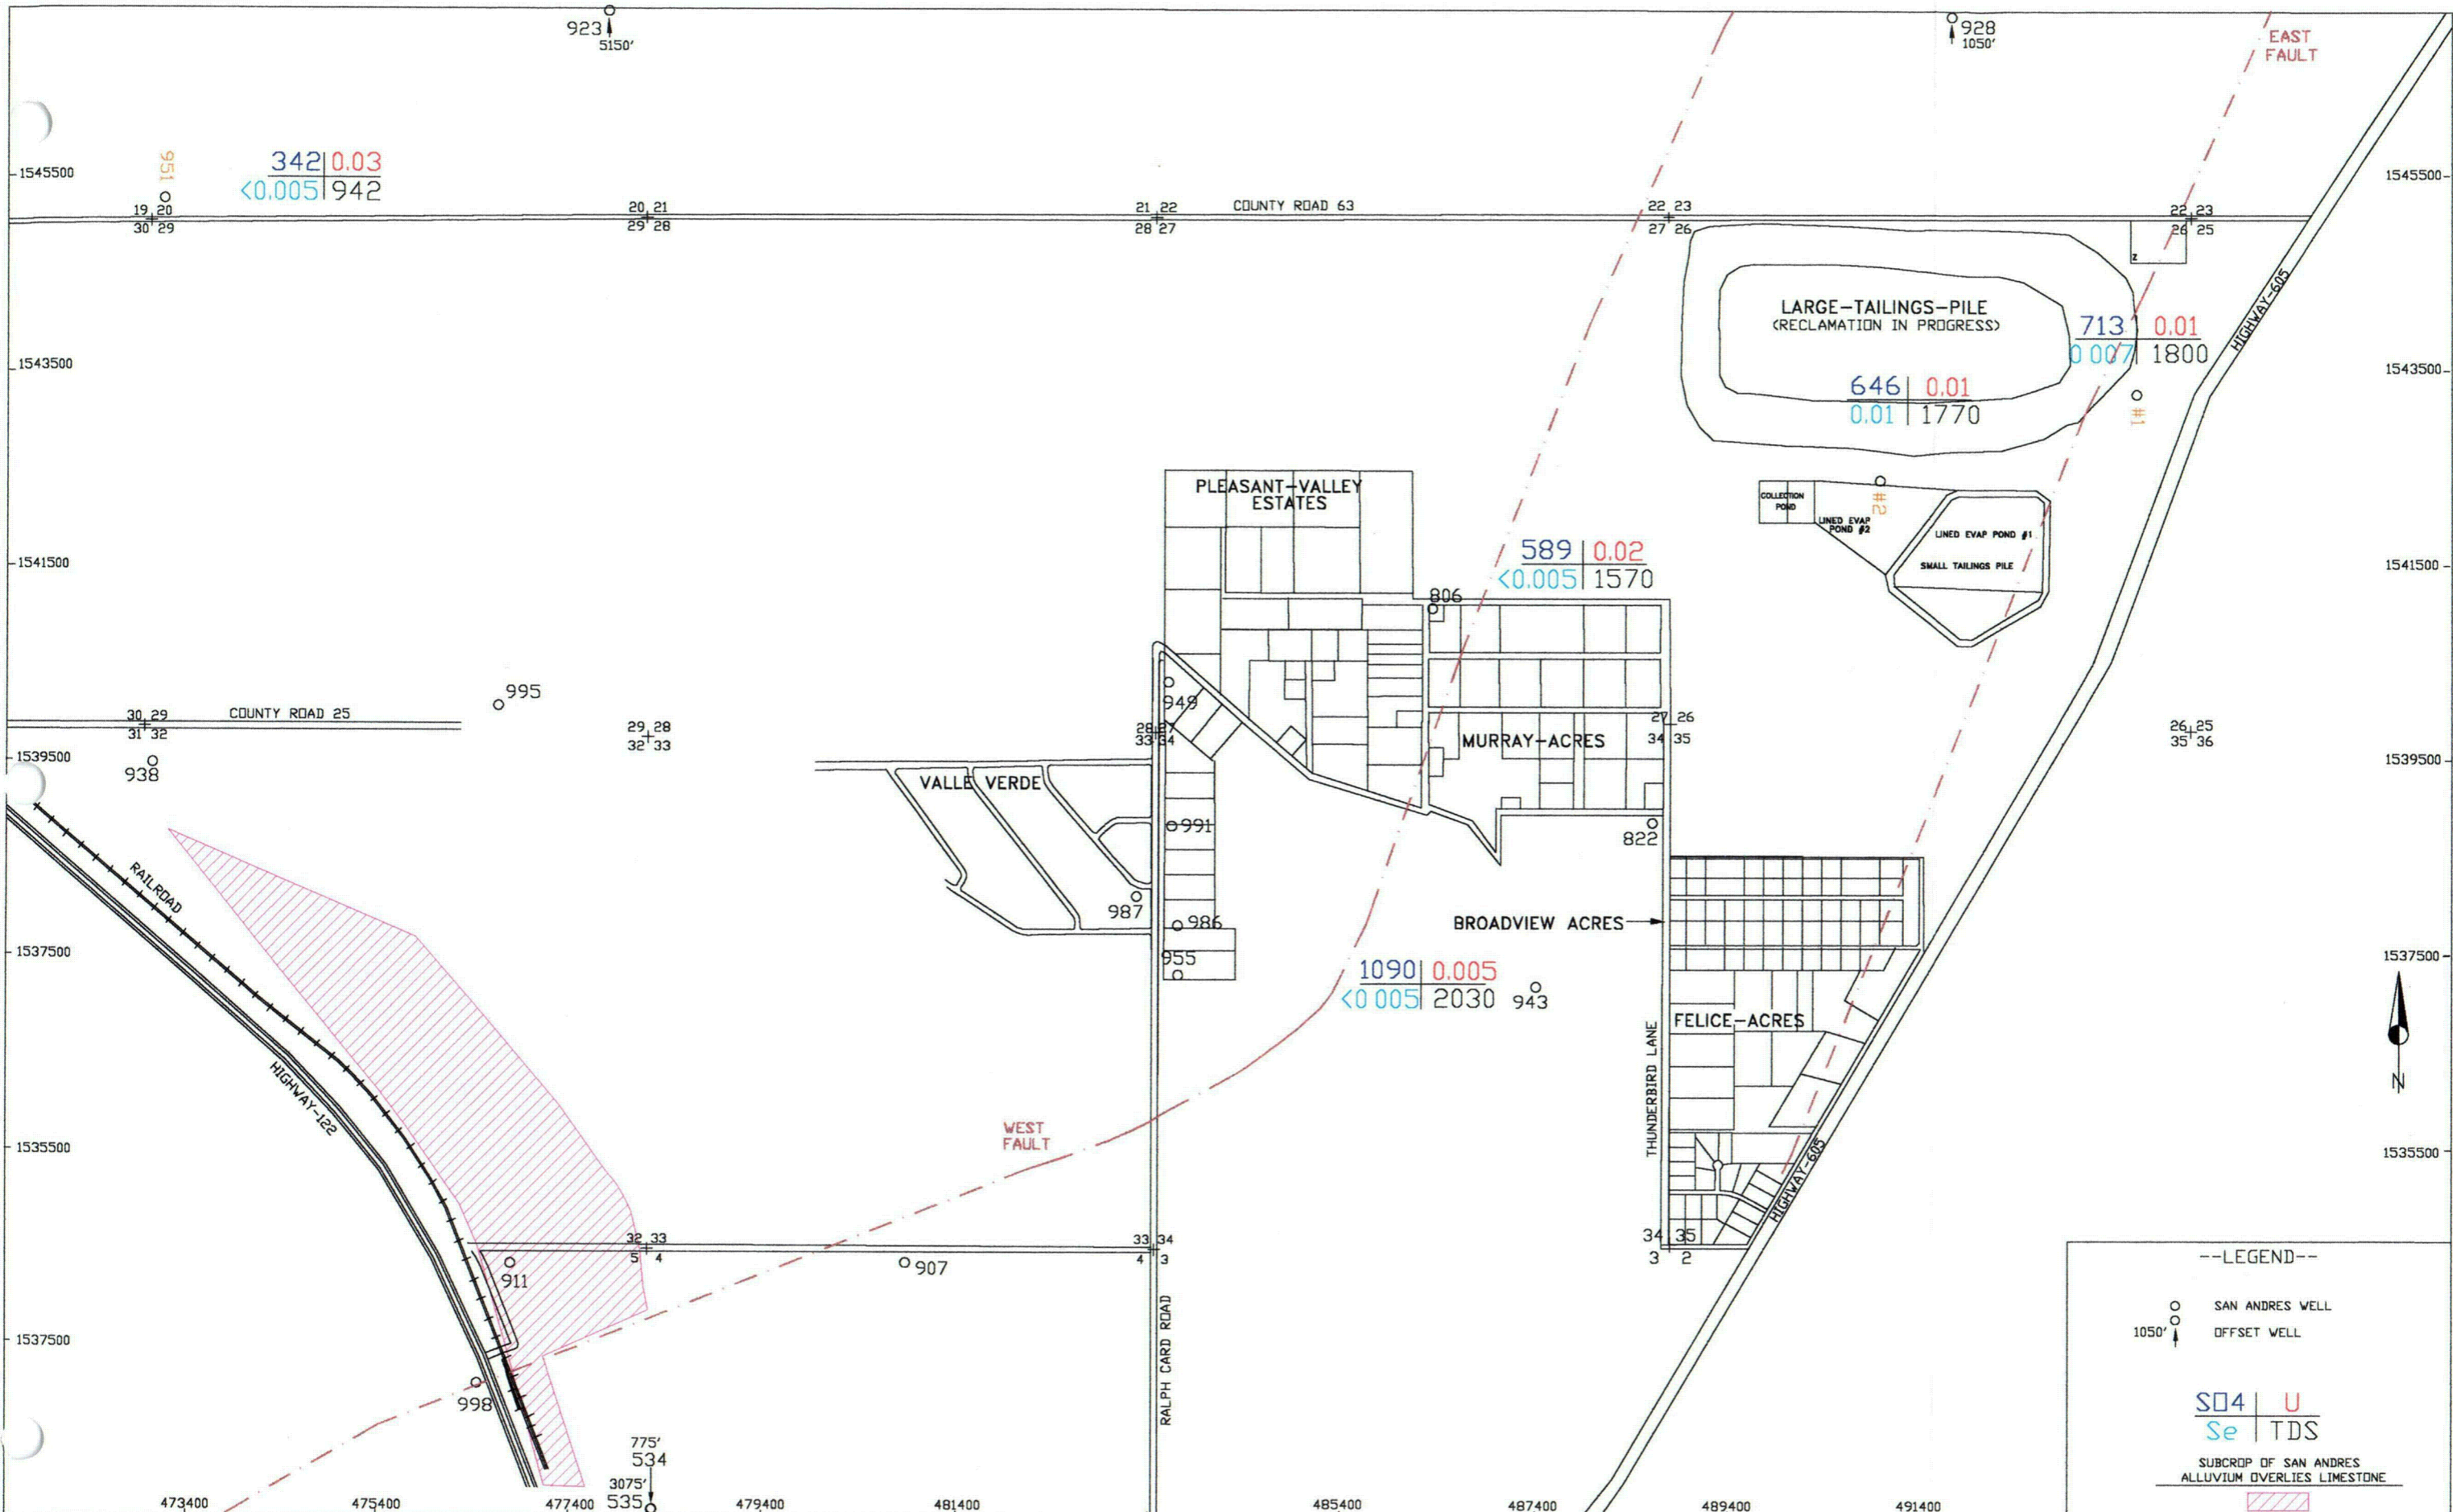 923
5150'
928
1050'
EAST
FAULT
951
342 0.03
<0.005 942
1545500
1545500
19 20
30 29
20 21
29 28
21 22
28 27
COUNTY ROAD 63
22 23
27 26
22 23
26 25
z
HIGHWAY-605
LARGE-TAILINGS-PILE
(RECLAMATION IN PROGRESS)
713 0.01
0 007 1800
1543500
1543500
646 0.01
0.01 1770
#1
#2
COLLECTION
POND
LINED EVAP
POND #2
LINED EVAP POND #1
SMALL TAILINGS PILE
PLEASANT-VALLEY
ESTATES
589 0.02
<0.005 1570
1541500
1541500
806
995
949
COUNTY ROAD 25
30 29
31 32
29 28
32 33
28 27
33 34
27 26
34 35
26 25
35 36
MURRAY-ACRES
1539500
1539500
938
VALLE VERDE
991
822
RAILROAD
987
986
BROADVIEW ACRES
955
1537500
1537500
1090 0.005
<0 005 2030
943
FELICE-ACRES
THUNDERBIRD LANE
N
HIGHWAY-122
WEST
FAULT
1535500
1535500
HIGHWAY-605
32 33
5 4
33 34
4 3
34 35
3 2
911
907
--LEGEND--
SAN ANDRES WELL
1050' OFFSET WELL
SO4 U
Se TDS
SUBCROP OF SAN ANDRES
ALLUVIUM OVERLIES LIMESTONE
1537500
RALPH CARD ROAD
998
775'
534
3075'
535
473400
475400
477400
479400
481400
485400
487400
489400
491400